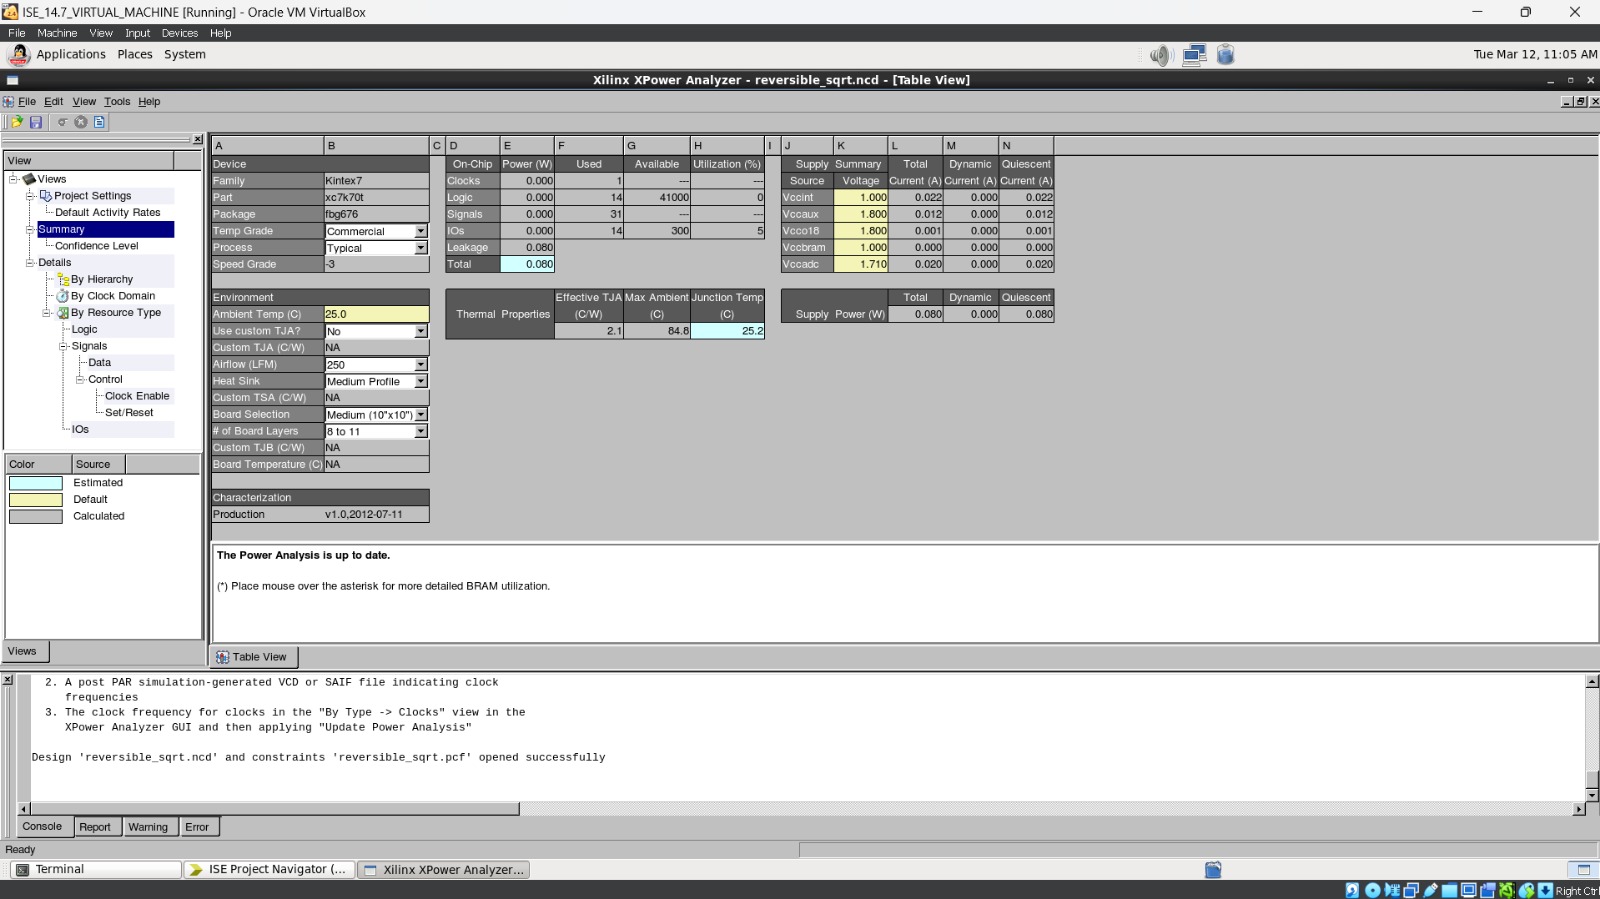 ISE_14.7_VIRTUAL_MACHINE [Running] - Oracle VM VirtualBox
File Machine View Input Devices Help
Applications Places System
Tue Mar 12, 11:05 AM
Xilinx XPower Analyzer - reversible_sqrt.ncd - [Table View]
File Edit View Tools Help
View
Views
Project Settings
Default Activity Rates
Summary
Confidence Level
Details
By Hierarchy
By Clock Domain
By Resource Type
Logic
Signals
Data
Control
Clock Enable
Set/Reset
IOs
Color Source
Estimated
Default
Calculated
Views
A B C D E F G H I J K L M N
Device
Family Kintex7
Part xc7k70t
Package fbg676
Temp Grade Commercial
Process Typical
Speed Grade -3
Environment
Ambient Temp (C) 25.0
Use custom TJA? No
Custom TJA (C/W) NA
Airflow (LFM) 250
Heat Sink Medium Profile
Custom TSA (C/W) NA
Board Selection Medium (10"x10")
# of Board Layers 8 to 11
Custom TJB (C/W) NA
Board Temperature (C) NA
Characterization
Production v1.0,2012-07-11
On-Chip Power (W) Used Available Utilization (%)
Clocks 0.000 1 --- ---
Logic 0.000 14 41000 0
Signals 0.000 31 --- ---
IOs 0.000 14 300 5
Leakage 0.080
Total 0.080
Effective TJA Max Ambient Junction Temp
Thermal Properties (C/W) (C) (C)
2.1 84.8 25.2
Supply Summary Total Dynamic Quiescent
Source Voltage Current (A) Current (A) Current (A)
Vccint 1.000 0.022 0.000 0.022
Vccaux 1.800 0.012 0.000 0.012
Vcco18 1.800 0.001 0.000 0.001
Vccbram 1.000 0.000 0.000 0.000
Vccadc 1.710 0.020 0.000 0.020
Total Dynamic Quiescent
Supply Power (W) 0.080 0.000 0.080
The Power Analysis is up to date.
(*) Place mouse over the asterisk for more detailed BRAM utilization.
Table View
2. A post PAR simulation-generated VCD or SAIF file indicating clock
frequencies
3. The clock frequency for clocks in the "By Type -> Clocks" view in the
XPower Analyzer GUI and then applying "Update Power Analysis"
Design 'reversible_sqrt.ncd' and constraints 'reversible_sqrt.pcf' opened successfully
Console Report Warning Error
Ready
Terminal
ISE Project Navigator (...
Xilinx XPower Analyzer...
Right Ctrl